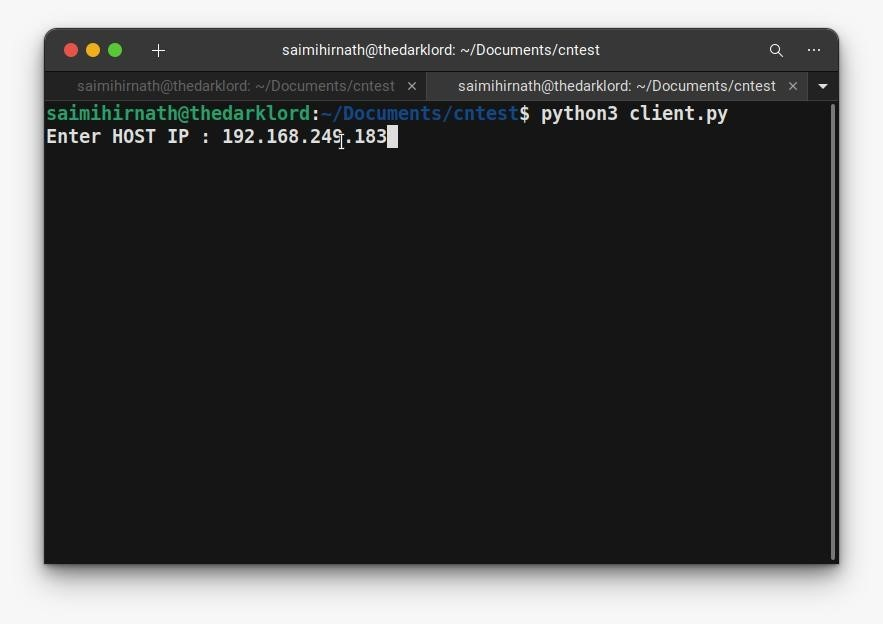 saimihirnath@thedarklord: ~/Documents/cntest
saimihirnath@thedarklord: ~/Documents/cntest
saimihirnath@thedarklord: ~/Documents/cntest
saimihirnath@thedarklord:~/Documents/cntest$ python3 client.py
Enter HOST IP : 192.168.249.183